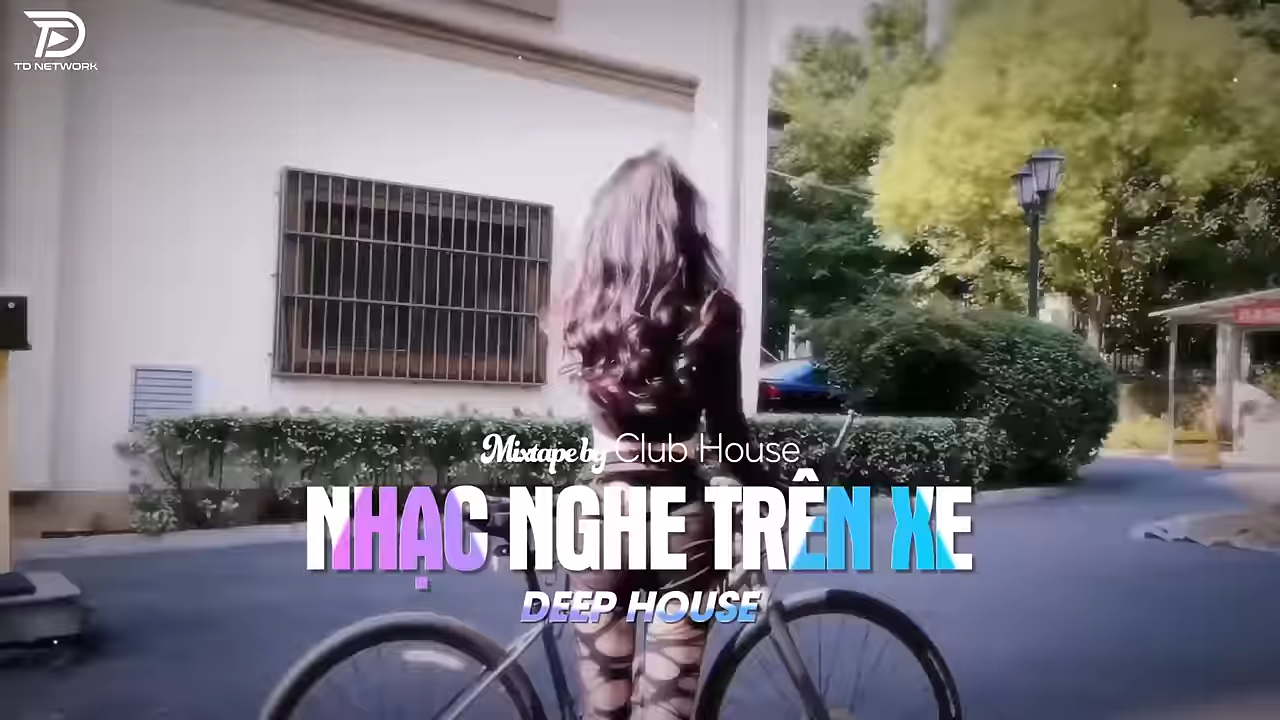 TD NETWORK
Mixtape by Club House
NHẠC NGHE TRÊN XE
DEEP HOUSE